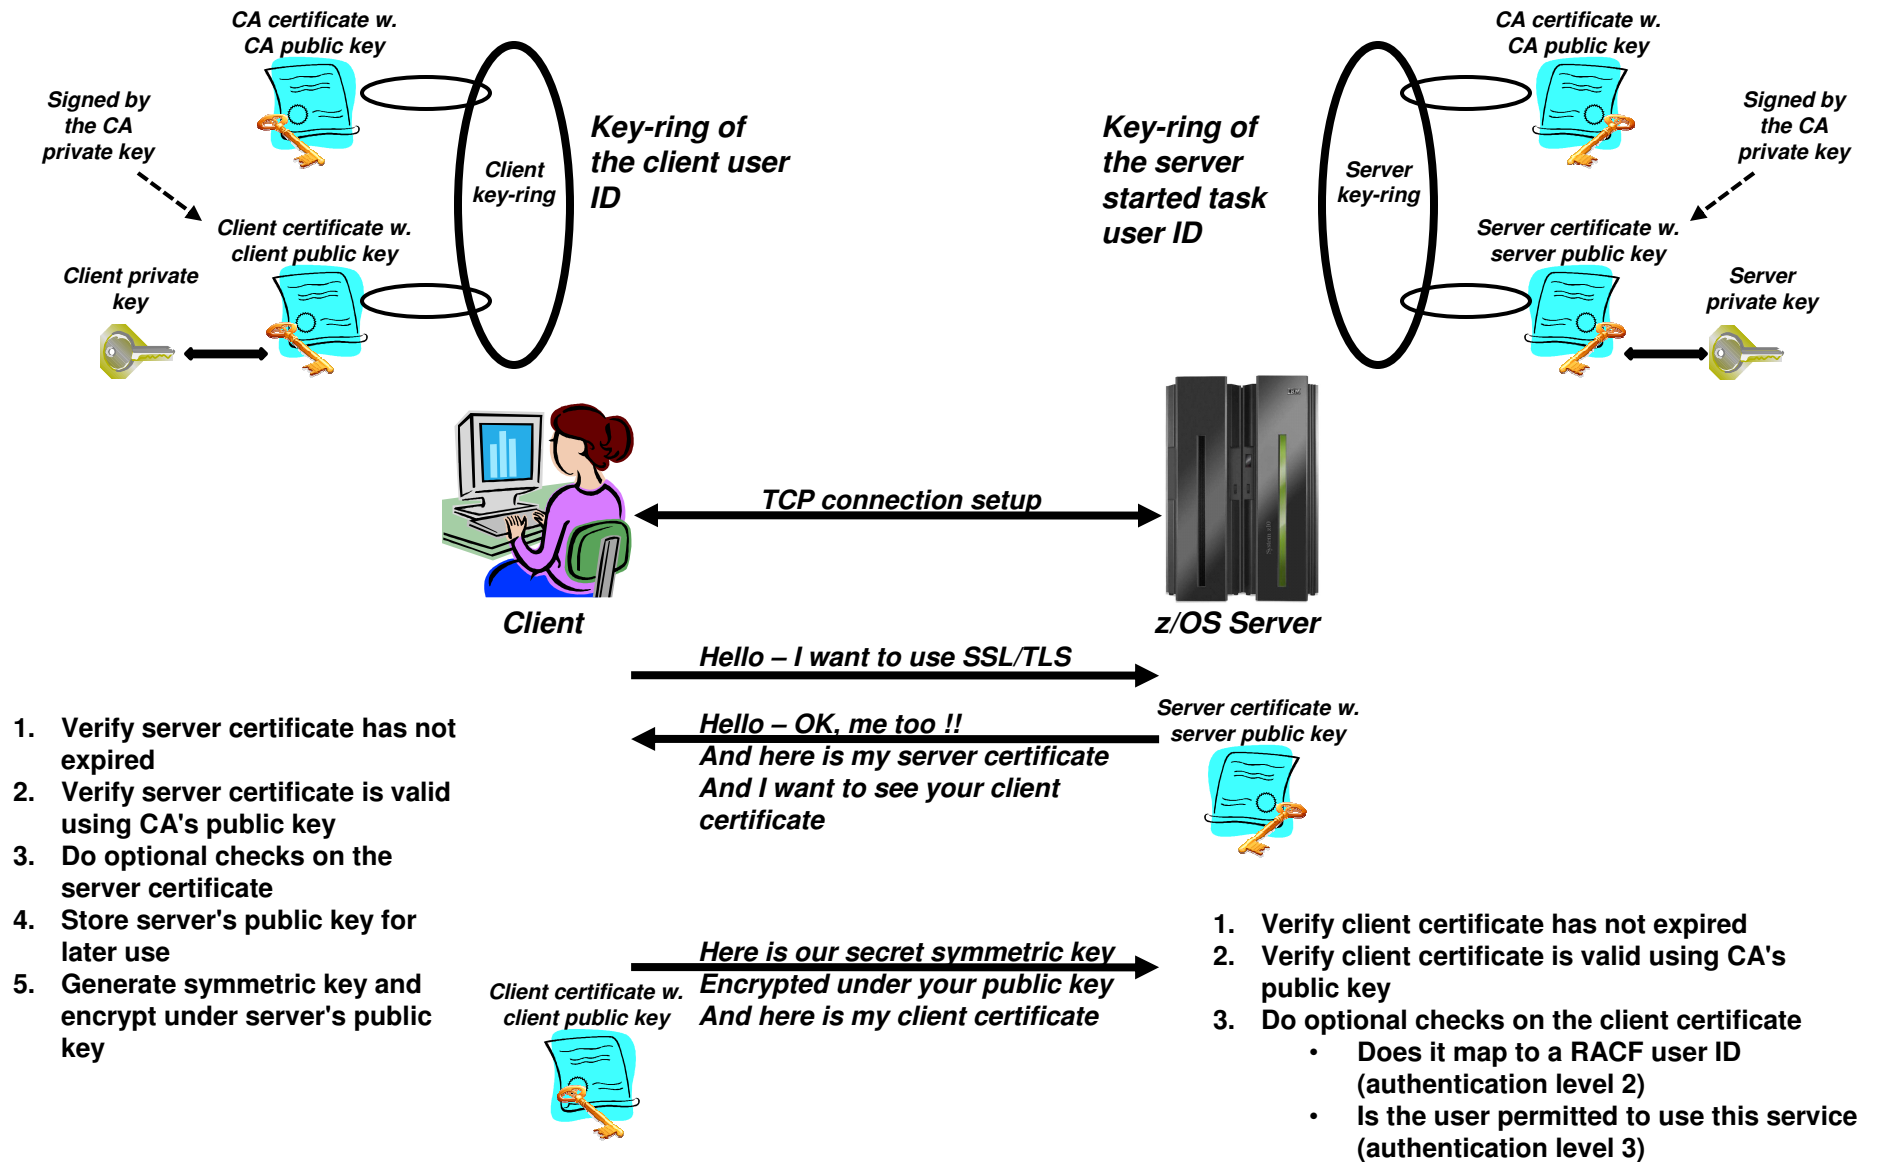 CA certificate w.
CA public key
Signed by
the CA
private key
Client certificate w.
client public key
Client private
key
Client
key-ring
Key-ring of
the client user
ID
Key-ring of
the server
started task
user ID
Server
key-ring
CA certificate w.
CA public key
Signed by
the CA
private key
Server certificate w.
server public key
Server
private key
TCP connection setup
IBM
System z10
Client
z/OS Server
Hello – I want to use SSL/TLS
Hello – OK, me too !!
And here is my server certificate
And I want to see your client
certificate
Server certificate w.
server public key
1. Verify server certificate has not
expired
2. Verify server certificate is valid
using CA's public key
3. Do optional checks on the
server certificate
4. Store server's public key for
later use
5. Generate symmetric key and
encrypt under server's public
key
Client certificate w.
client public key
Here is our secret symmetric key
Encrypted under your public key
And here is my client certificate
1. Verify client certificate has not expired
2. Verify client certificate is valid using CA's
public key
3. Do optional checks on the client certificate
• Does it map to a RACF user ID
(authentication level 2)
• Is the user permitted to use this service
(authentication level 3)